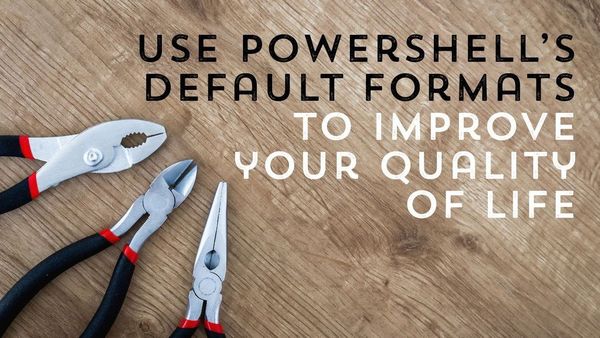 USE POWERSHELL'S
DEFAULT FORMATS
TO IMPROVE
YOUR QUALITY
OF LIFE